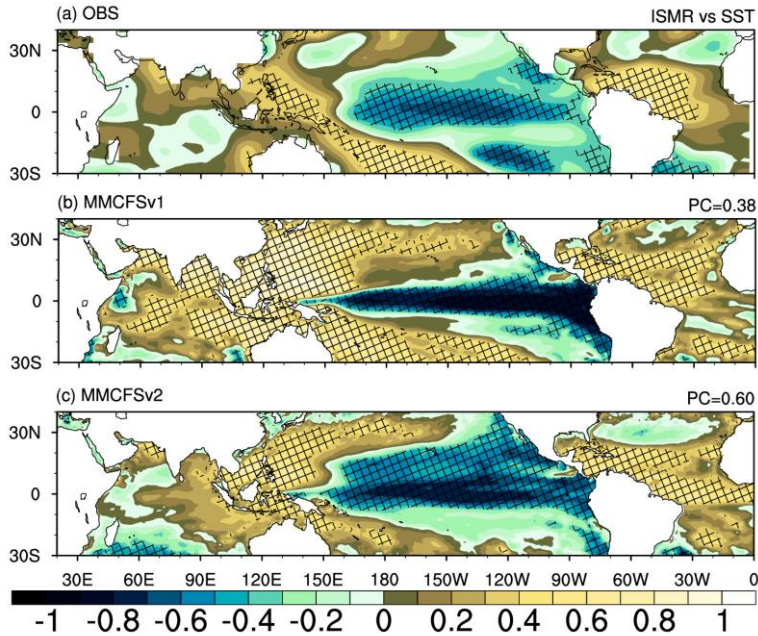 (a) OBS ISMR vs SST
30N
0
30S
(b) MMCFSv1 PC=0.38
30N
0
30S
(c) MMCFSv2 PC=0.60
30N
0
30S
30E 60E 90E 120E 150E 180 150W 120W 90W 60W 30W 0
-1 -0.8 -0.6 -0.4 -0.2 0 0.2 0.4 0.6 0.8 1